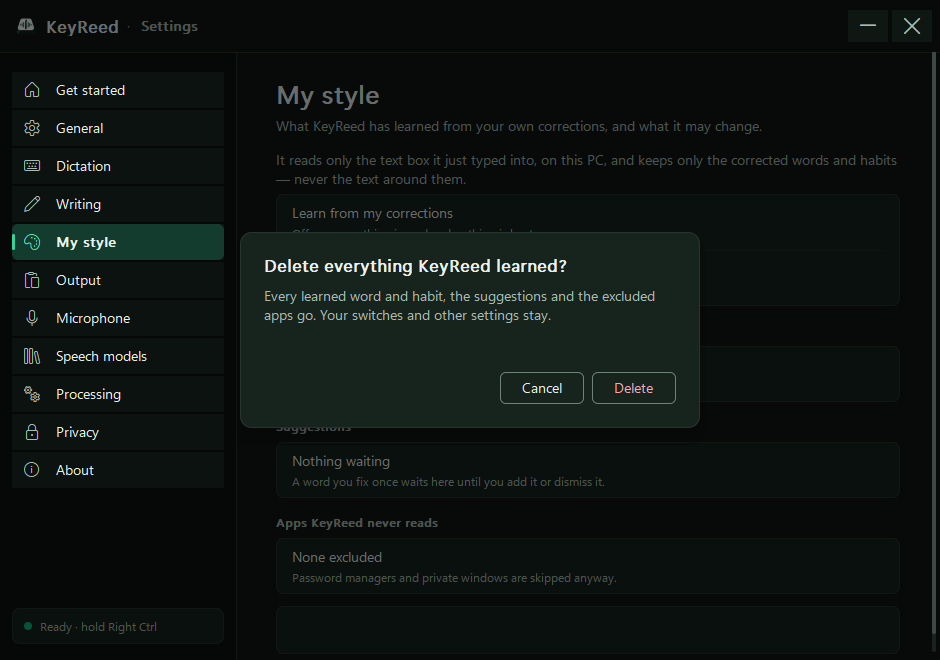 KeyReed · Settings
Get started
General
Dictation
Writing
My style
Output
Microphone
Speech models
Processing
Privacy
About
Ready · hold Right Ctrl
My style
What KeyReed has learned from your own corrections, and what it may change.
It reads only the text box it just typed into, on this PC, and keeps only the corrected words and habits
— never the text around them.
Learn from my corrections
Delete everything KeyReed learned?
Every learned word and habit, the suggestions and the excluded
apps go. Your switches and other settings stay.
Cancel
Delete
Suggestions
Nothing waiting
A word you fix once waits here until you add it or dismiss it.
Apps KeyReed never reads
None excluded
Password managers and private windows are skipped anyway.